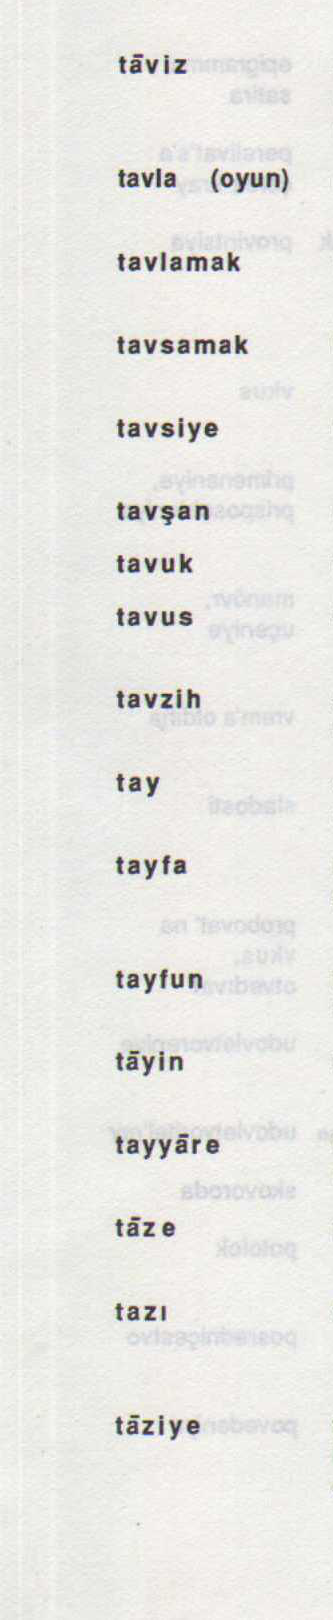 tāviz
tavla (oyun)
tavlamak
tavsamak
tavsiye
tavşan
tavuk
tavus
tavzih
tay
tayfa
tayfun
tāyin
tayyāre
tāze
tazı
tāziye